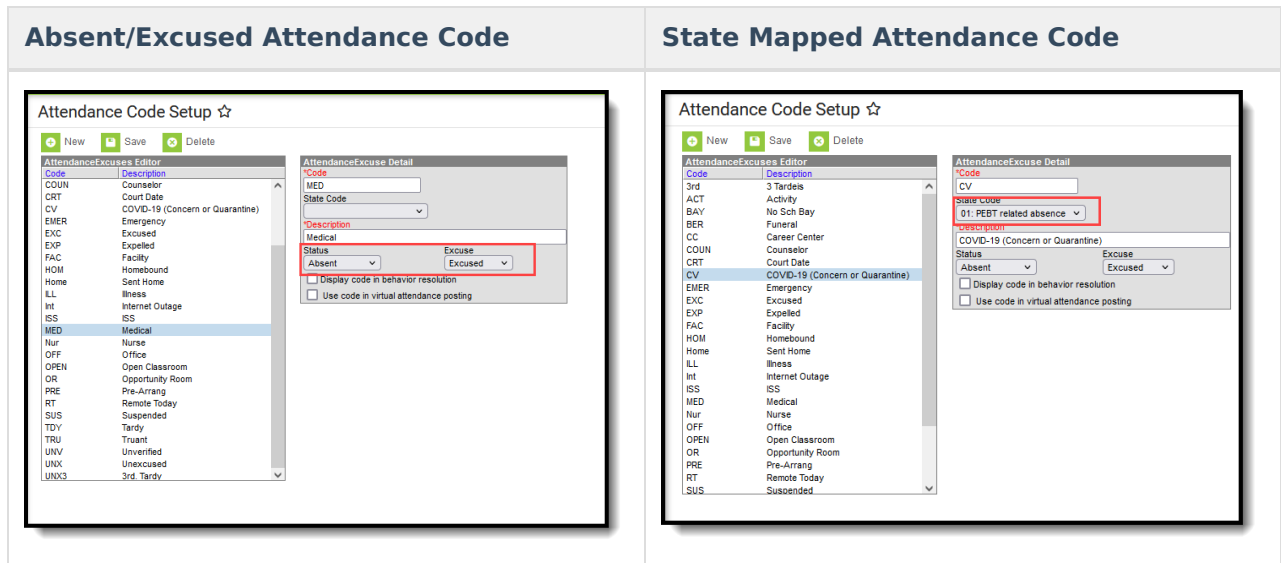 Absent/Excused Attendance Code
State Mapped Attendance Code
Attendance Code Setup ☆
New Save Delete
AttendanceExcuses Editor
Code Description
COUN Counselor
CRT Court Date
CV COVID-19 (Concern or Quarantine)
EMER Emergency
EXC Excused
EXP Expelled
FAC Facility
HOM Homebound
Home Sent Home
ILL Illness
Int Internet Outage
ISS ISS
MED Medical
Nur Nurse
OFF Office
OPEN Open Classroom
OR Opportunity Room
PRE Pre-Arrang
RT Remote Today
SUS Suspended
TDY Tardy
TRU Truant
UNV Unverified
UNX Unexcused
UNX3 3rd. Tardy
AttendanceExcuse Detail
*Code
MED
State Code
*Description
Medical
Status Excuse
Absent Excused
Display code in behavior resolution
Use code in virtual attendance posting
Attendance Code Setup ☆
New Save Delete
AttendanceExcuses Editor
Code Description
3rd 3 Tardeis
ACT Activity
BAY No Sch Bay
BER Funeral
CC Career Center
COUN Counselor
CRT Court Date
CV COVID-19 (Concern or Quarantine)
EMER Emergency
EXC Excused
EXP Expelled
FAC Facility
HOM Homebound
Home Sent Home
ILL Illness
Int Internet Outage
ISS ISS
MED Medical
Nur Nurse
OFF Office
OPEN Open Classroom
OR Opportunity Room
PRE Pre-Arrang
RT Remote Today
SUS Suspended
AttendanceExcuse Detail
*Code
CV
State Code
01: PEBT related absence
*Description
COVID-19 (Concern or Quarantine)
Status Excuse
Absent Excused
Display code in behavior resolution
Use code in virtual attendance posting